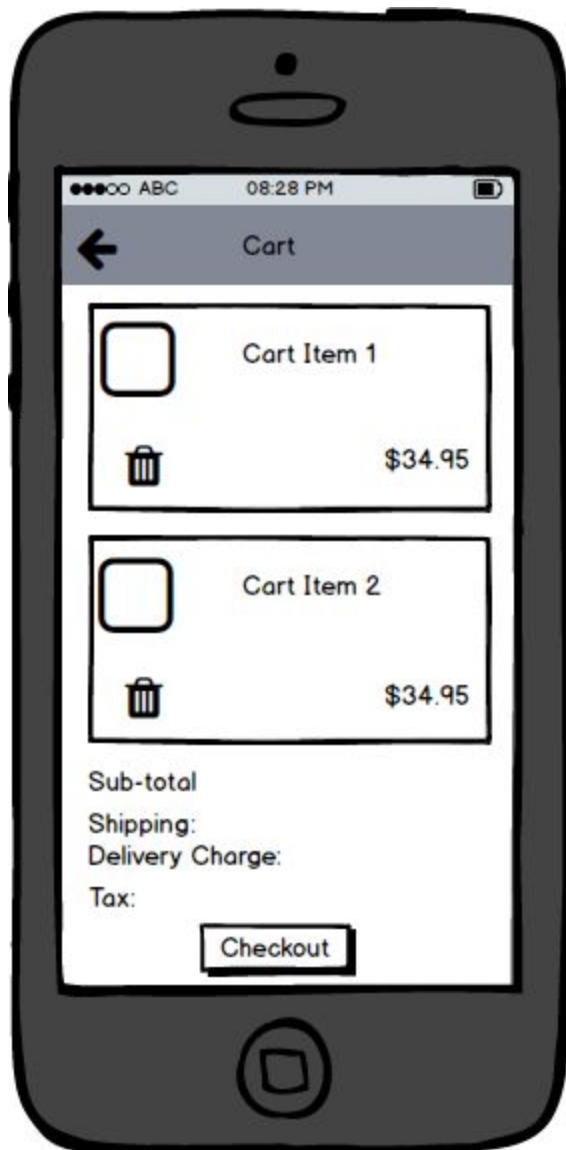 ABC 08:28 PM
Cart
Cart Item 1
$34.95
Cart Item 2
$34.95
Sub-total
Shipping:
Delivery Charge:
Tax:
Checkout